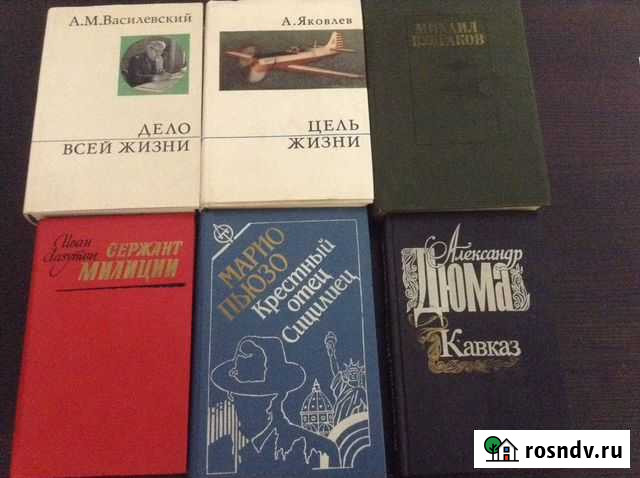 А.М.Василевский
ДЕЛО
ВСЕЙ ЖИЗНИ
А. Яковлев
ЦЕЛЬ
ЖИЗНИ
МИХАИЛ
БУЛГАКОВ
Иван
Лазутин
СЕРЖАНТ
МИЛИЦИИ
МАРИО
ПЬЮЗО
Крестный
отец
Сицилиец
Александр
Дюма
Кавказ
rosndv.ru